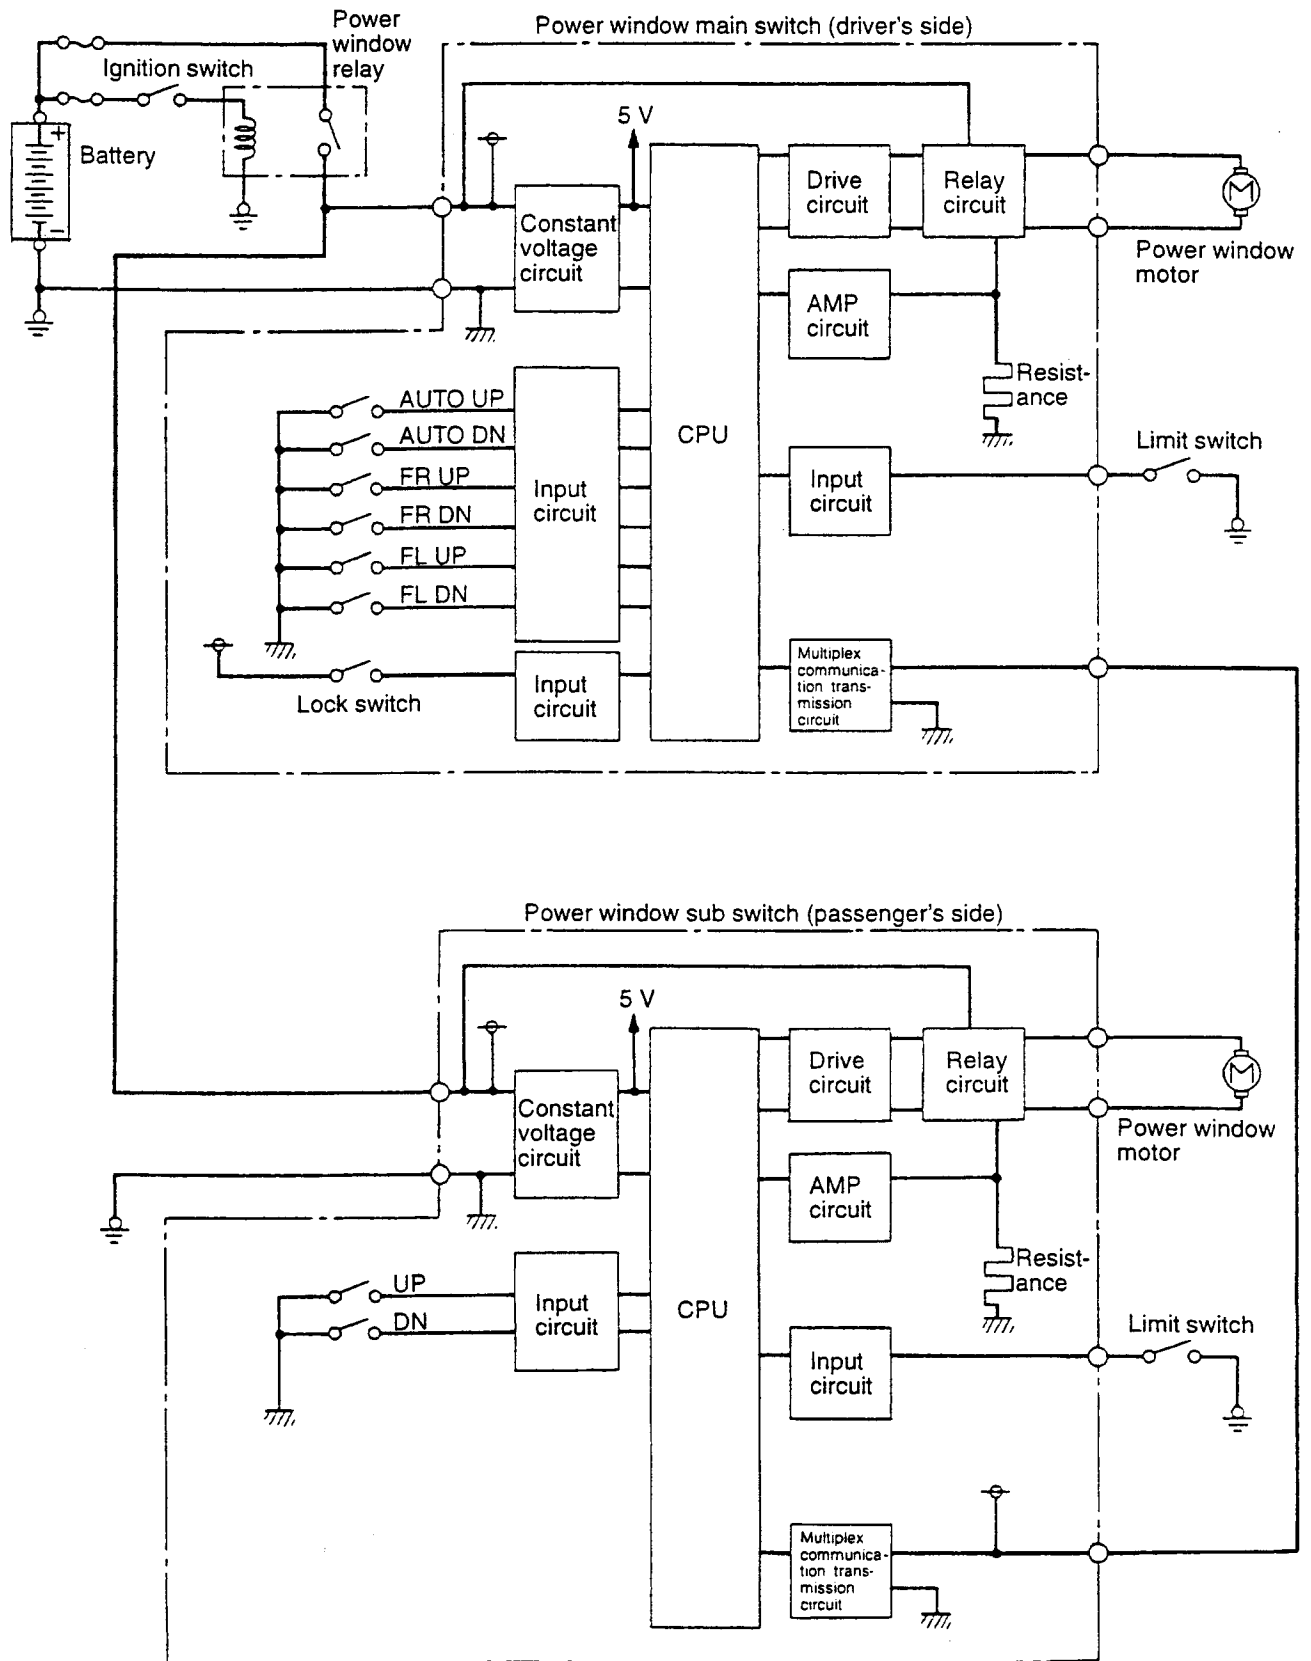 Power
window
relay
Power window main switch (driver's side)
Ignition switch
+
Battery
−
5 V
Constant
voltage
circuit
CPU
Drive
circuit
Relay
circuit
M
Power window
motor
AMP
circuit
Resist-
ance
AUTO UP
AUTO DN
FR UP
FR DN
FL UP
FL DN
Input
circuit
Input
circuit
Limit switch
Lock switch
Input
circuit
Multiplex
communica-
tion trans-
mission
circuit
Power window sub switch (passenger's side)
5 V
Constant
voltage
circuit
CPU
Drive
circuit
Relay
circuit
M
Power window
motor
AMP
circuit
Resist-
ance
UP
DN
Input
circuit
Input
circuit
Limit switch
Multiplex
communica-
tion trans-
mission
circuit